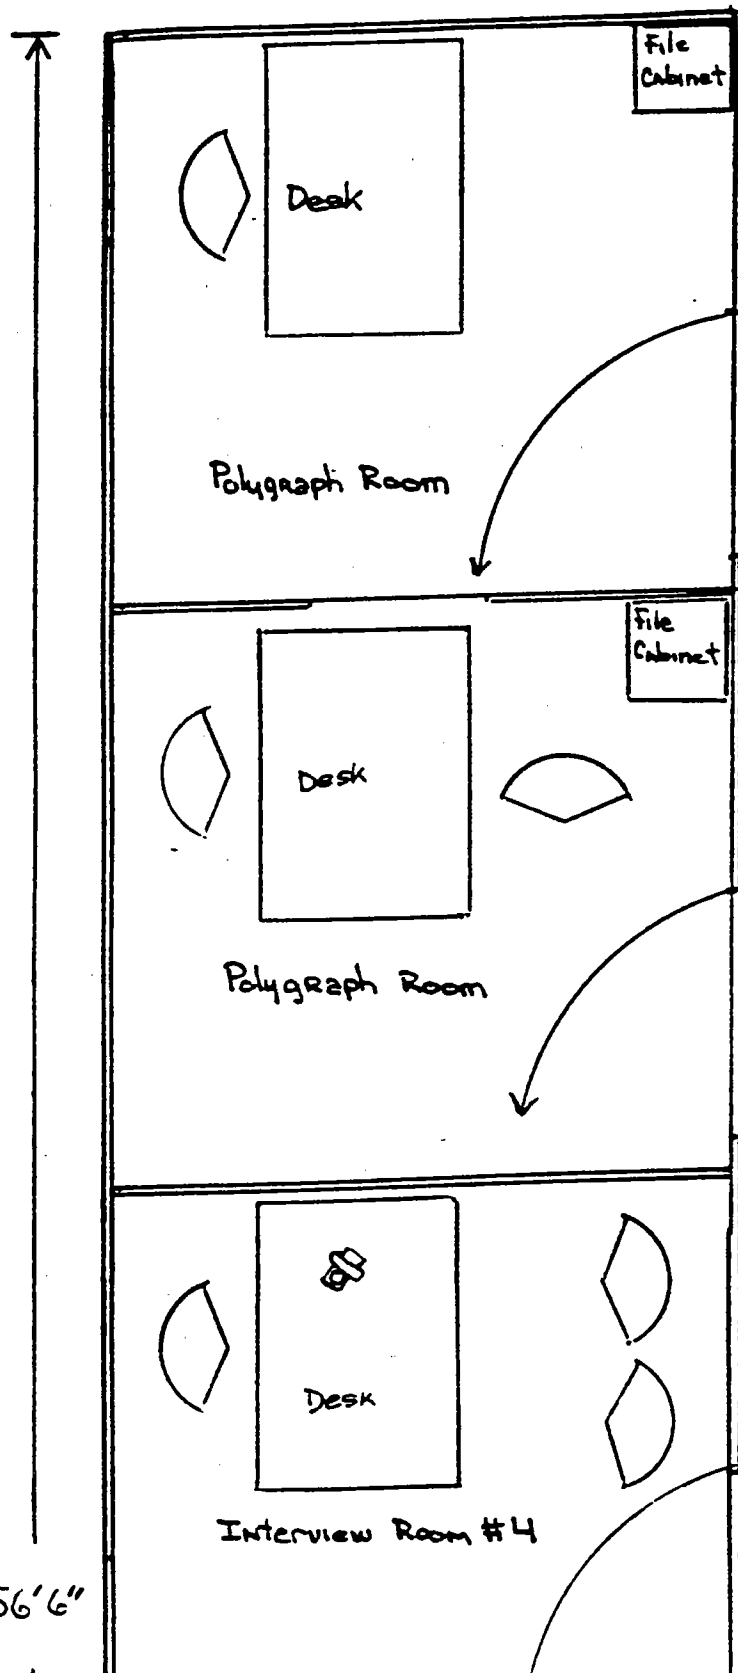 File
Cabinet
Desk
Polygraph Room
File
Cabinet
Desk
Polygraph Room
Desk
Interview Room #4
56'6"